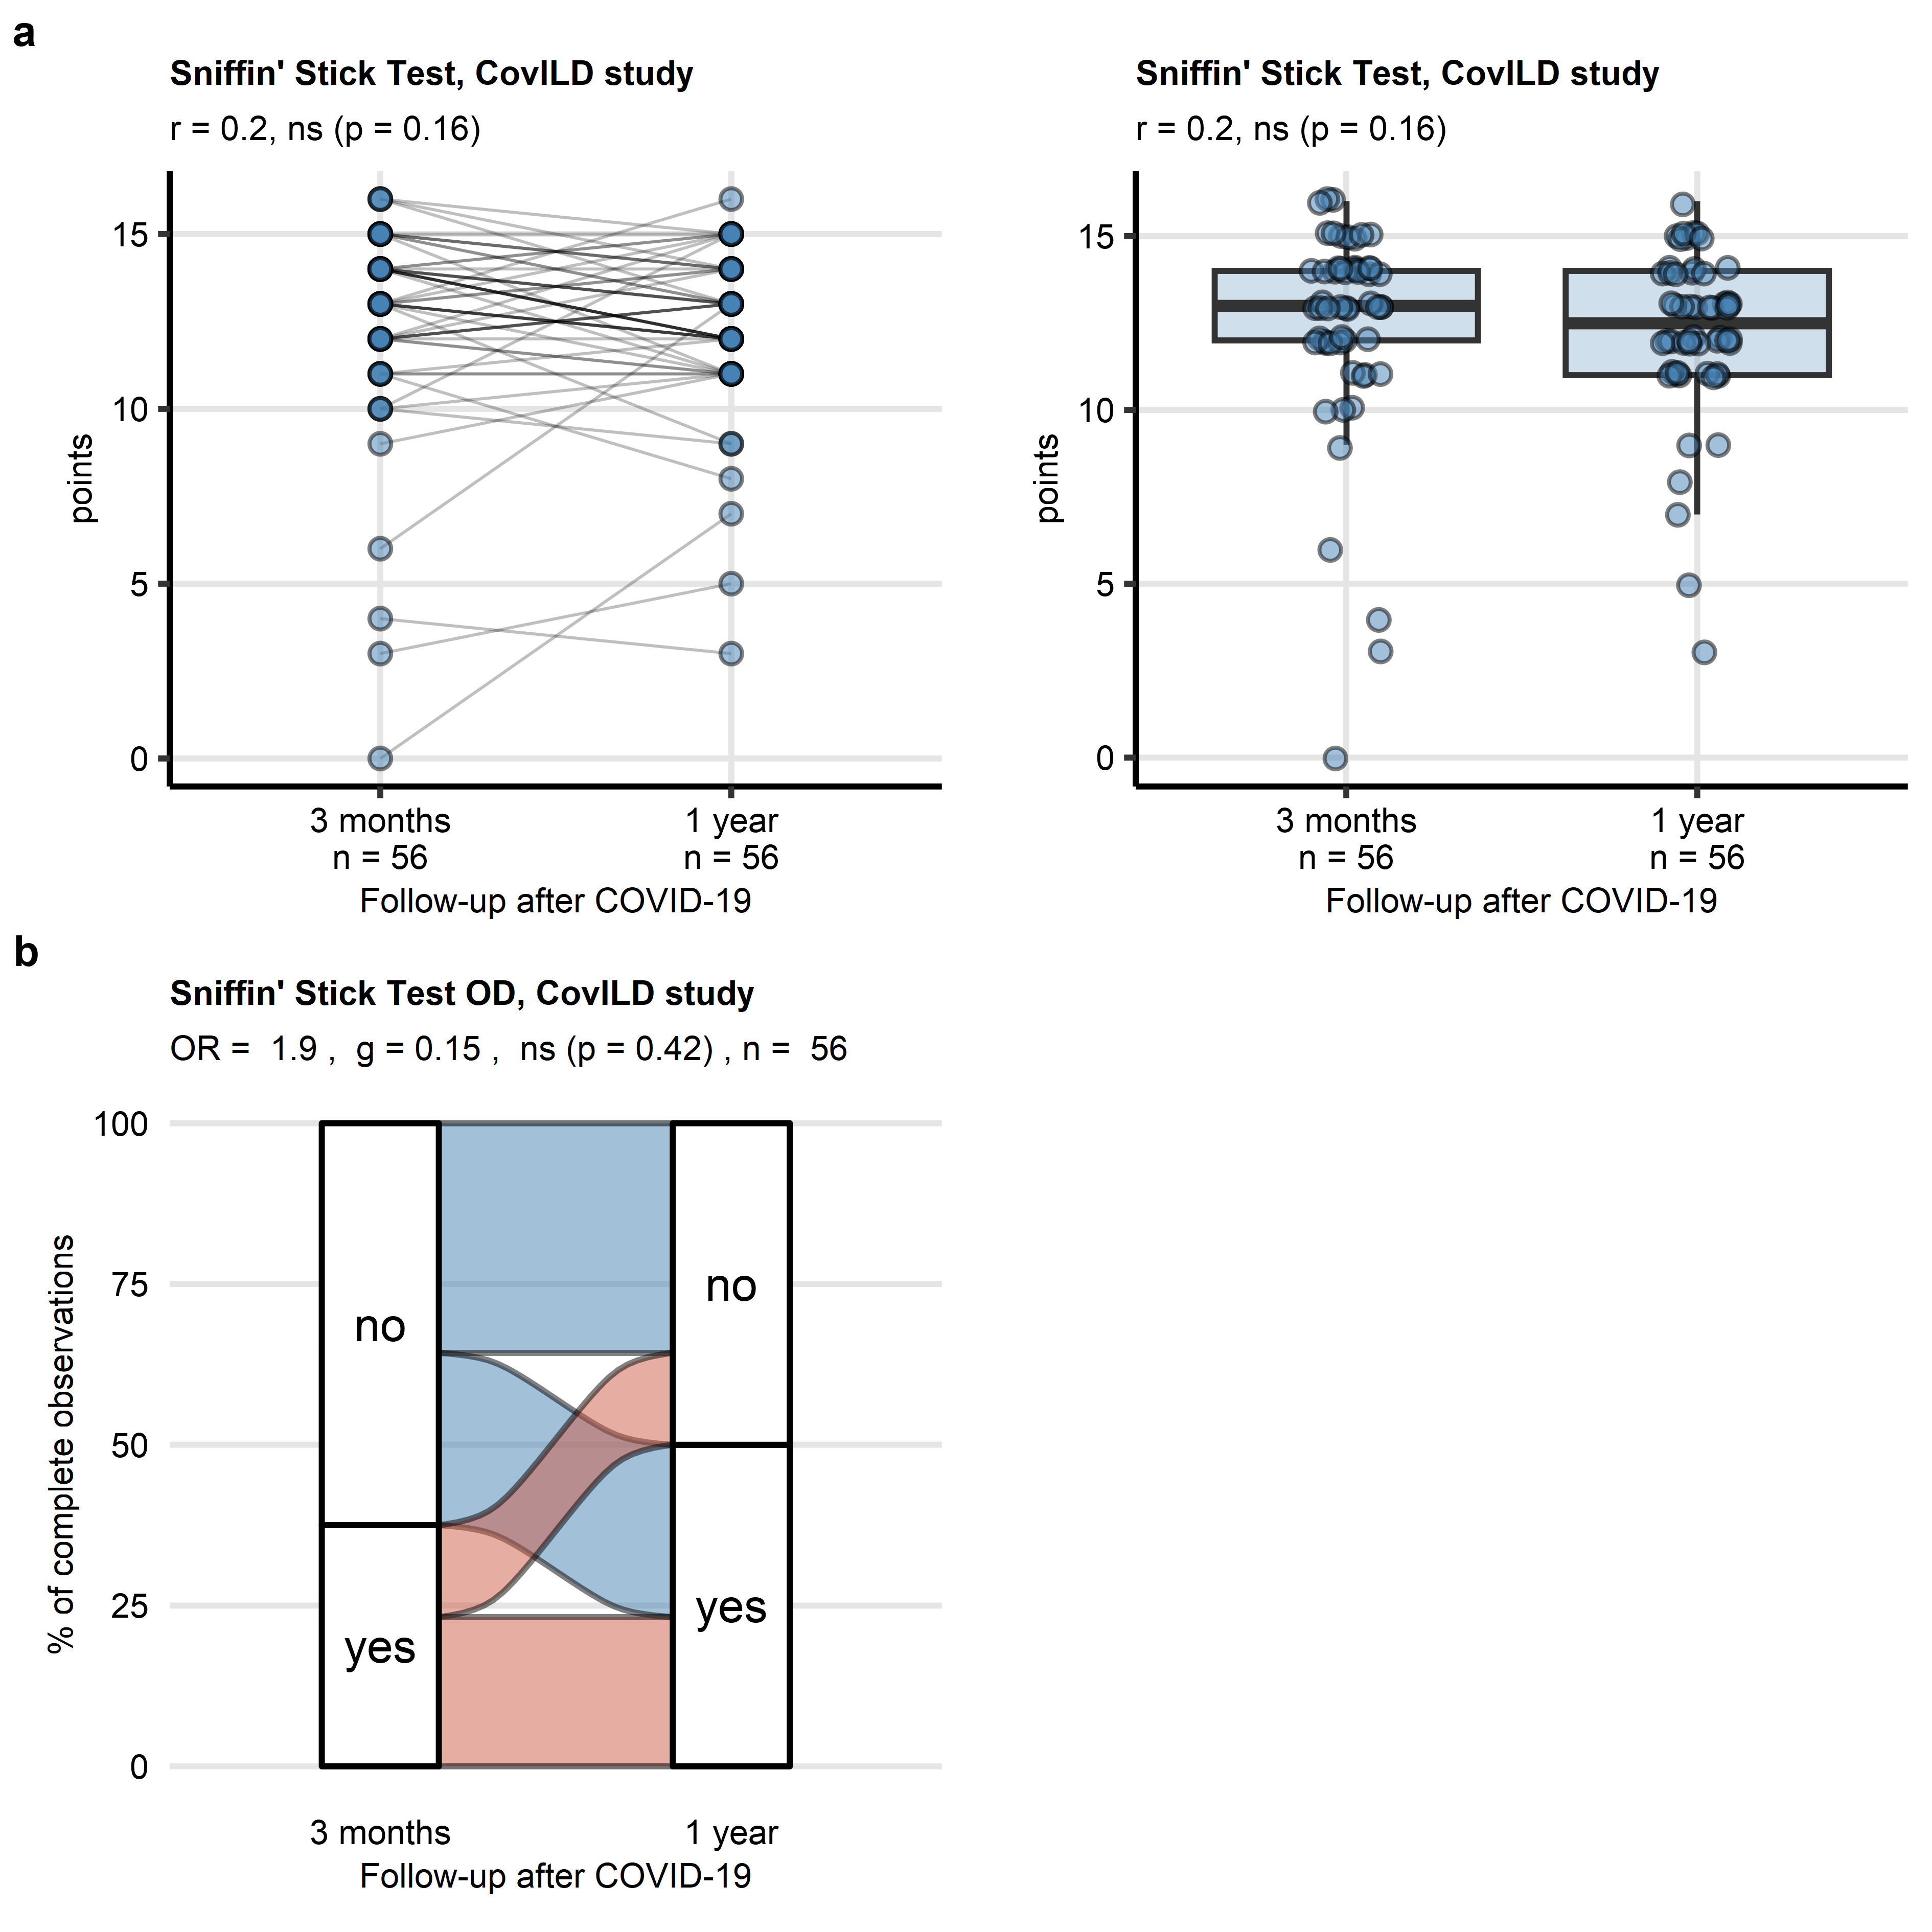 a
Sniffin' Stick Test, CovILD study
r = 0.2, ns (p = 0.16)
points
15
10
5
0
3 months
n = 56
1 year
n = 56
Follow-up after COVID-19
Sniffin' Stick Test, CovILD study
r = 0.2, ns (p = 0.16)
points
15
10
5
0
3 months
n = 56
1 year
n = 56
Follow-up after COVID-19
b
Sniffin' Stick Test OD, CovILD study
OR =  1.9 ,  g = 0.15 ,  ns (p = 0.42) , n =  56
% of complete observations
100
75
50
25
0
no
yes
no
yes
3 months
1 year
Follow-up after COVID-19